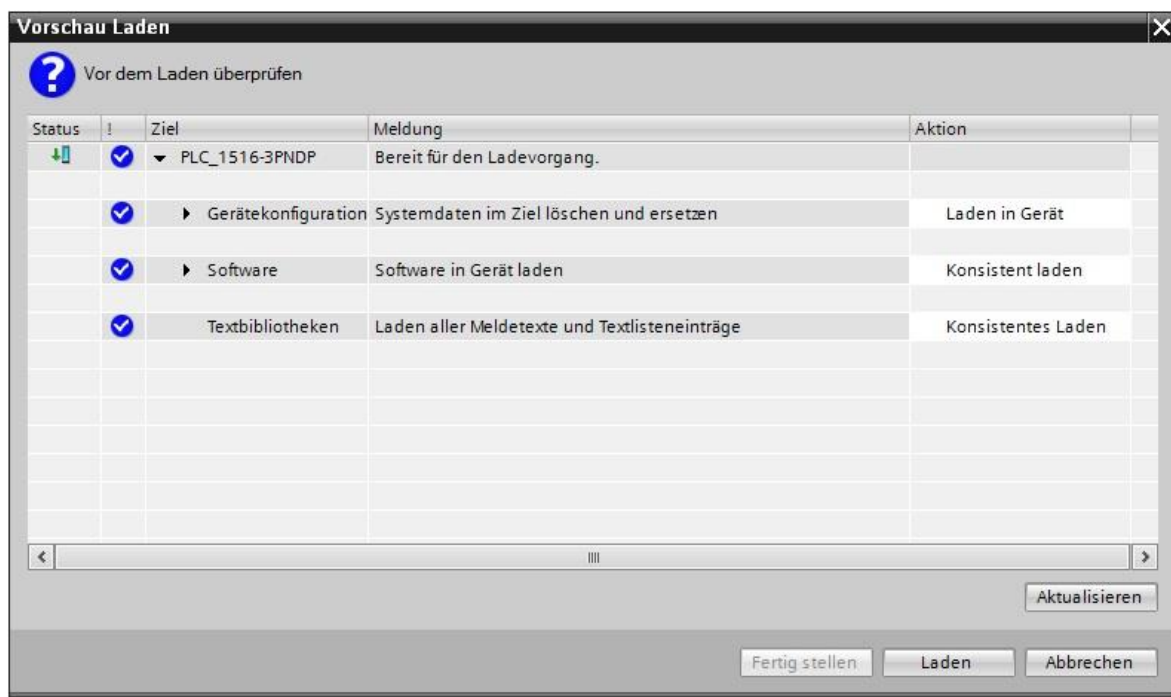 Vorschau Laden
Vor dem Laden überprüfen
Status ! Ziel Meldung Aktion
PLC_1516-3PNDP Bereit für den Ladevorgang.
Gerätekonfiguration Systemdaten im Ziel löschen und ersetzen Laden in Gerät
Software Software in Gerät laden Konsistent laden
Textbibliotheken Laden aller Meldetexte und Textlisteneinträge Konsistentes Laden
Aktualisieren
Fertig stellen Laden Abbrechen